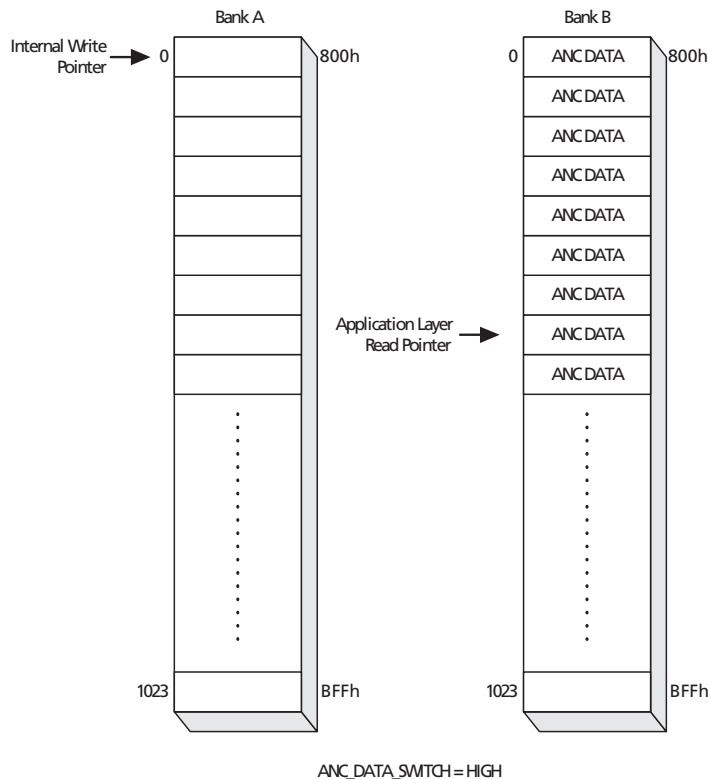 Bank A
Internal Write
Pointer
0
800h
1023
BFFh
Bank B
0
ANC DATA
800h
ANC DATA
ANC DATA
ANC DATA
ANC DATA
ANC DATA
ANC DATA
Application Layer
Read Pointer
ANC DATA
ANC DATA
1023
BFFh
ANC_DATA_SWITCH = HIGH